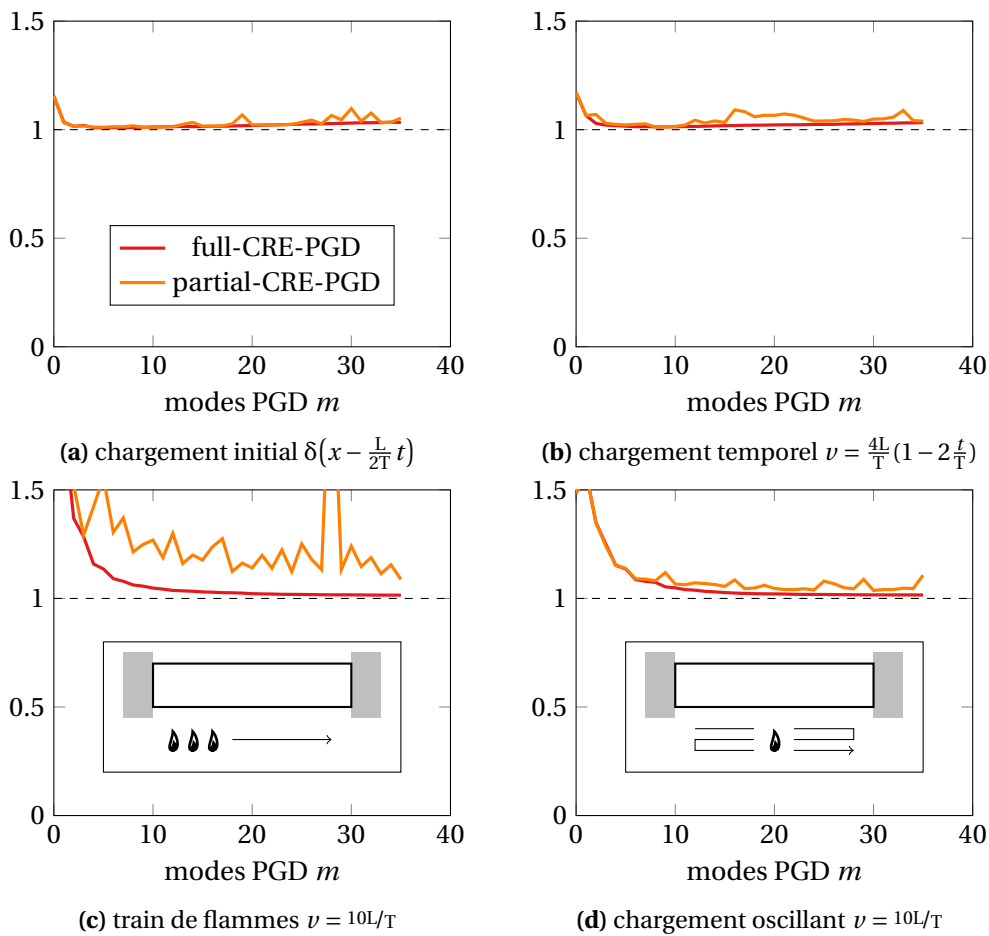 1.5
1
0.5
0
full-CRE-PGD
partial-CRE-PGD
0 10 20 30 40
modes PGD m
(a) chargement initial δ(x − L/2T t)
1.5
1
0.5
0
0 10 20 30 40
modes PGD m
(b) chargement temporel v = 4L/T (1 − 2 t/T)
1.5
1
0.5
0
0 10 20 30 40
modes PGD m
(c) train de flammes v = 10L/T
1.5
1
0.5
0
0 10 20 30 40
modes PGD m
(d) chargement oscillant v = 10L/T